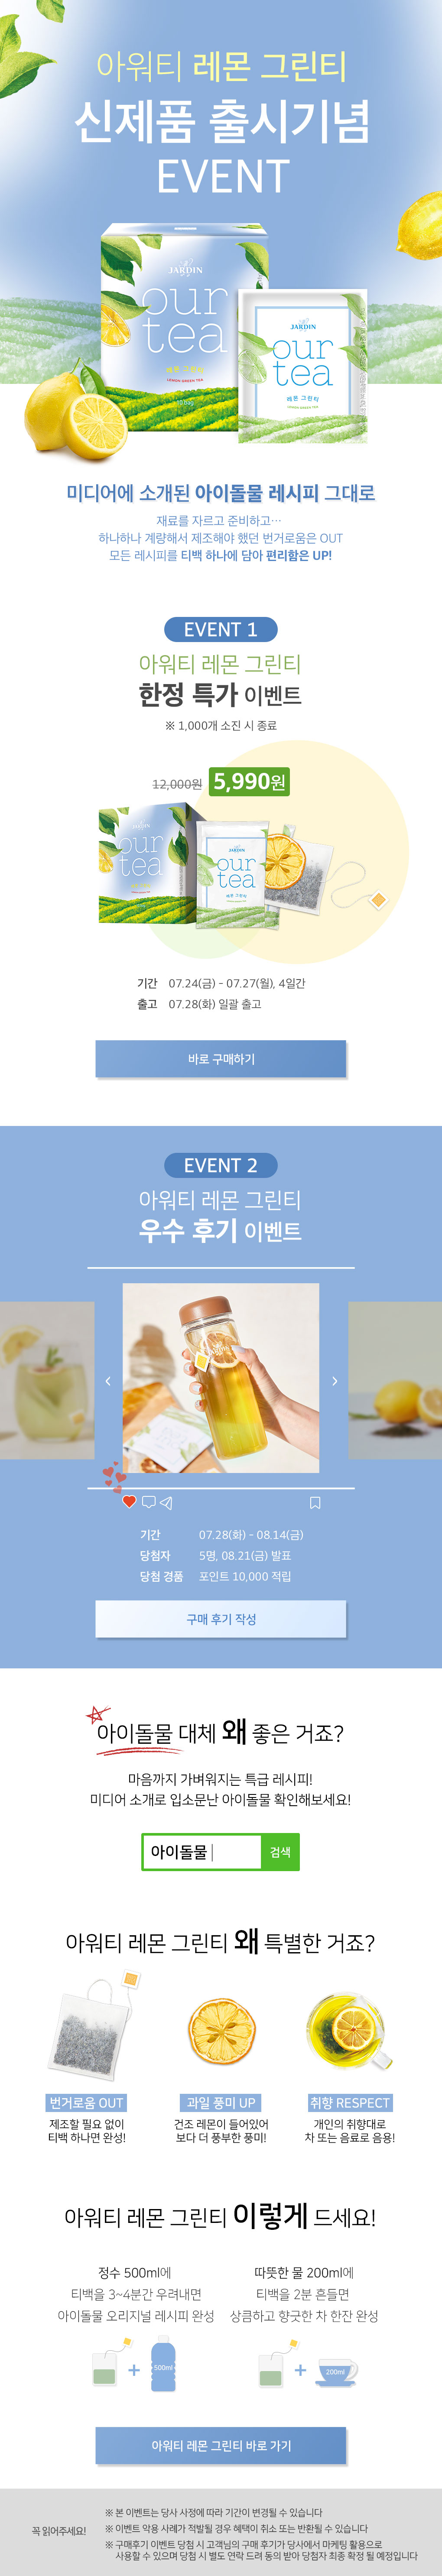 아워티 레몬 그린티
신제품 출시기념
EVENT
JARDIN
our
tea
레몬 그린티
LEMON GREEN TEA
JARDIN
our
tea
레몬 그린티
LEMON GREEN TEA
미디어에 소개된 아이돌물 레시피 그대로
재료를 자르고 준비하고…
하나하나 계량해서 제조해야 했던 번거로움은 OUT
모든 레시피를 티백 하나에 담아 편리함은 UP!
EVENT 1
아워티 레몬 그린티
한정 특가 이벤트
※ 1,000개 소진 시 종료
12,000원 5,990원
JARDIN
our
tea
JARDIN
our
tea
레몬 그린티
기간 07.24(금) - 07.27(월), 4일간
출고 07.28(화) 일괄 출고
바로 구매하기
EVENT 2
아워티 레몬 그린티
우수 후기 이벤트
기간 07.28(화) - 08.14(금)
당첨자 5명, 08.21(금) 발표
당첨 경품 포인트 10,000 적립
구매 후기 작성
아이돌물 대체 왜 좋은 거죠?
마음까지 가벼워지는 특급 레시피!
미디어 소개로 입소문난 아이돌물 확인해보세요!
아이돌물 검색
아워티 레몬 그린티 왜 특별한 거죠?
번거로움 OUT
제조할 필요 없이
티백 하나면 완성!
과일 풍미 UP
건조 레몬이 들어있어
보다 더 풍부한 풍미!
취향 RESPECT
개인의 취향대로
차 또는 음료로 음용!
아워티 레몬 그린티 이렇게 드세요!
정수 500ml에
티백을 3~4분간 우려내면
아이돌물 오리지널 레시피 완성
+ 500ml
따뜻한 물 200ml에
티백을 2분 흔들면
상큼하고 향긋한 차 한잔 완성
+ 200ml
아워티 레몬 그린티 바로 가기
꼭 읽어주세요!
※ 본 이벤트는 당사 사정에 따라 기간이 변경될 수 있습니다
※ 이벤트 악용 사례가 적발될 경우 혜택이 취소 또는 반환될 수 있습니다
※ 구매후기 이벤트 당첨 시 고객님의 구매 후기가 당사에서 마케팅 활용으로
사용할 수 있으며 당첨 시 별도 연락 드려 동의 받아 당첨자 최종 확정 될 예정입니다